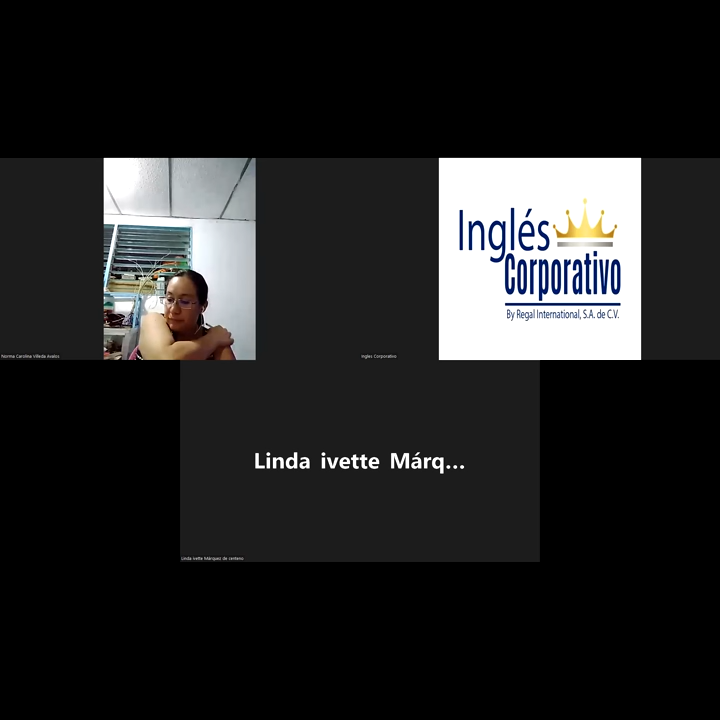 Inglés
Corporativo
By Regal International, S.A. de C.V.
Norma Carolina Villeda Avalos
Ingles Corporativo
Linda ivette Márq...
Linda ivette Márquez de centeno